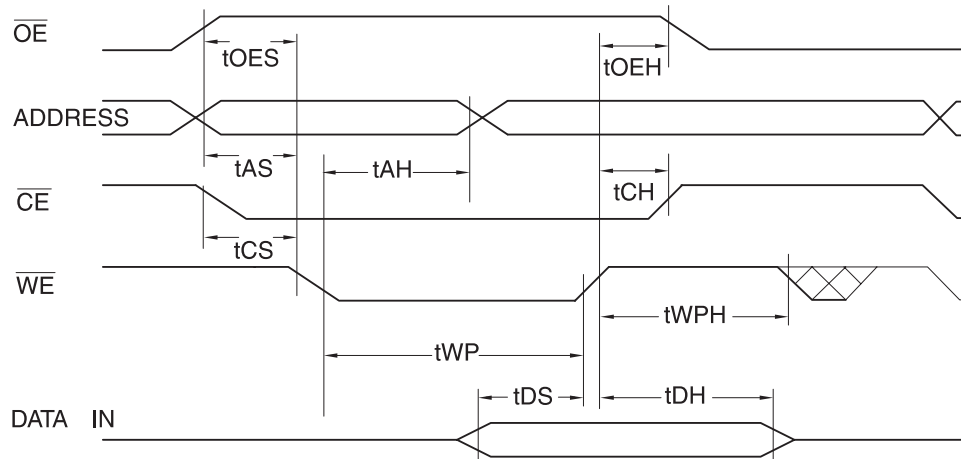 OE
tOES
tOEH
ADDRESS
tAS
tAH
tCH
CE
tCS
WE
tWPH
tWP
tDS
tDH
DATA IN